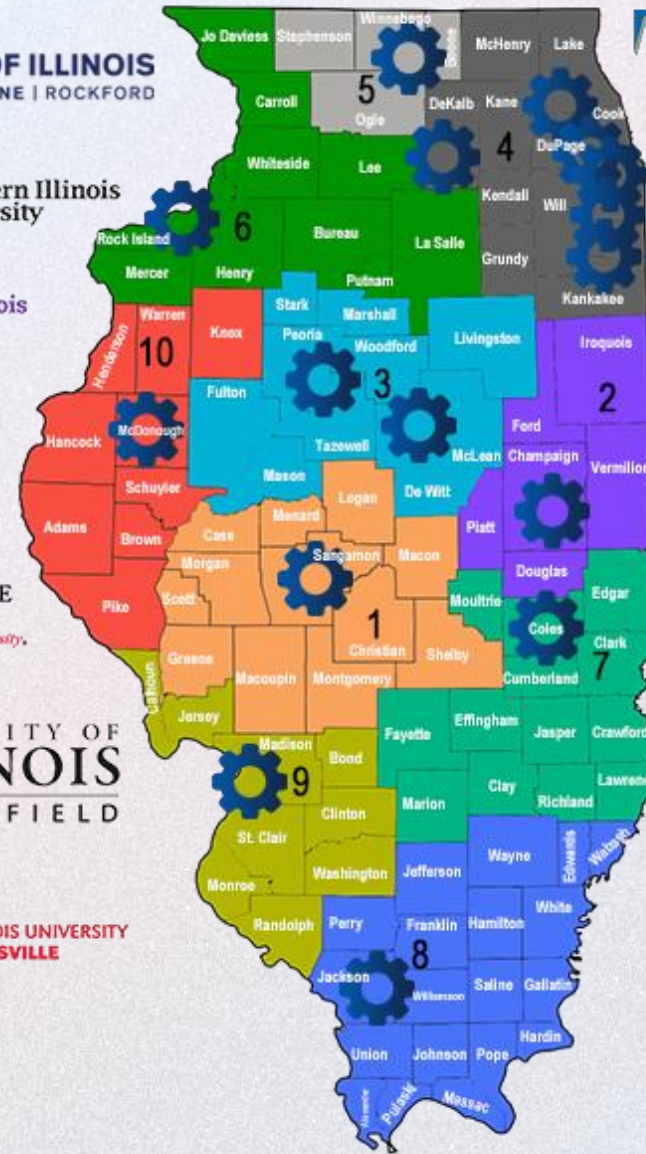 OF ILLINOIS
NE | ROCKFORD
ern Illinois
rsity
ois
E
sity.
ITY OF
NOIS
FIELD
OIS UNIVERSITY
SVILLE
Jo Daviess
Stephenson
Winnebago
Boone
McHenry
Lake
Carroll
5
Ogle
DeKalb
Kane
Cook
4
DuPage
Whiteside
Lee
Kendall
Will
Rock Island
6
Bureau
La Salle
Grundy
Mercer
Henry
Putnam
Kankakee
Stark
Marshall
Warren
Knox
Peoria
Woodford
Livingston
Iroquois
Henderson
10
3
2
Fulton
Ford
Hancock
McDonough
Tazewell
McLean
Champaign
Vermilion
Mason
De Witt
Schuyler
Logan
Adams
Menard
Piatt
Brown
Cass
Sangamon
Macon
Morgan
Douglas
Edgar
Pike
Scott
Moultrie
1
Coles
Christian
Shelby
Clark
Greene
7
Macoupin
Montgomery
Cumberland
Calhoun
Jersey
Fayette
Effingham
Jasper
Crawford
Madison
Bond
9
Clay
Lawrenc
Clinton
Marion
Richland
St. Clair
Wayne
Edwards
Wabash
Washington
Jefferson
Monroe
White
Randolph
Perry
Franklin
Hamilton
8
Jackson
Williamson
Saline
Gallatin
Hardin
Union
Johnson
Pope
Alexander
Pulaski
Massac